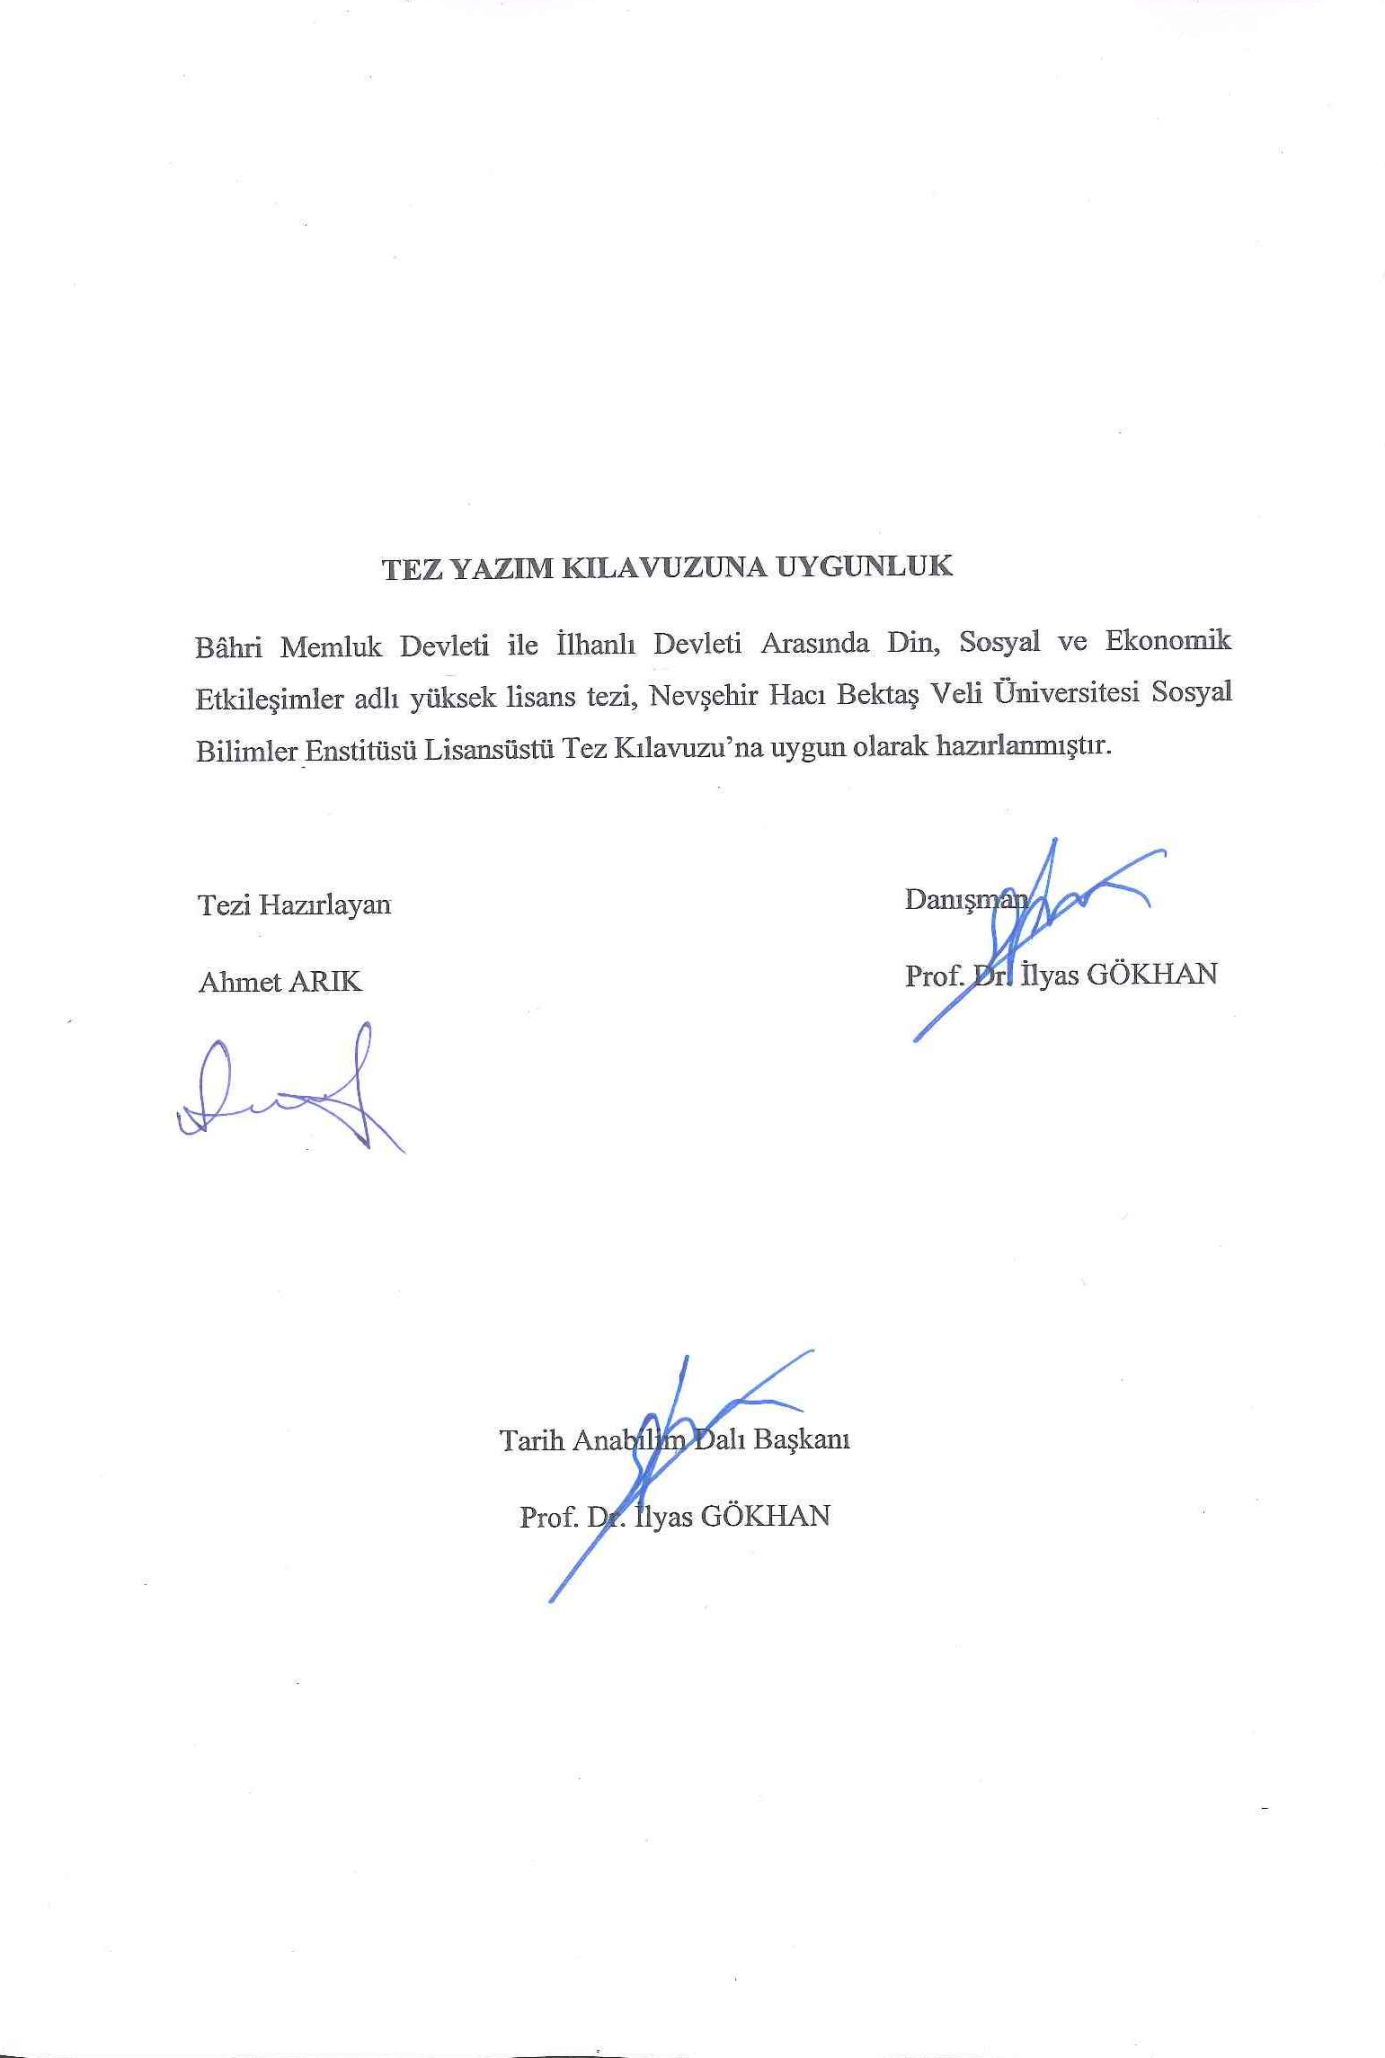 TEZ YAZIM KILAVUZUNA UYGUNLUK
Bâhri Memluk Devleti ile İlhanlı Devleti Arasında Din, Sosyal ve Ekonomik
Etkileşimler adlı yüksek lisans tezi, Nevşehir Hacı Bektaş Veli Üniversitesi Sosyal
Bilimler Enstitüsü Lisansüstü Tez Kılavuzu’na uygun olarak hazırlanmıştır.
Tezi Hazırlayan
Danışman
Ahmet ARIK
Prof. Dr. İlyas GÖKHAN
Tarih Anabilim Dalı Başkanı
Prof. Dr. İlyas GÖKHAN